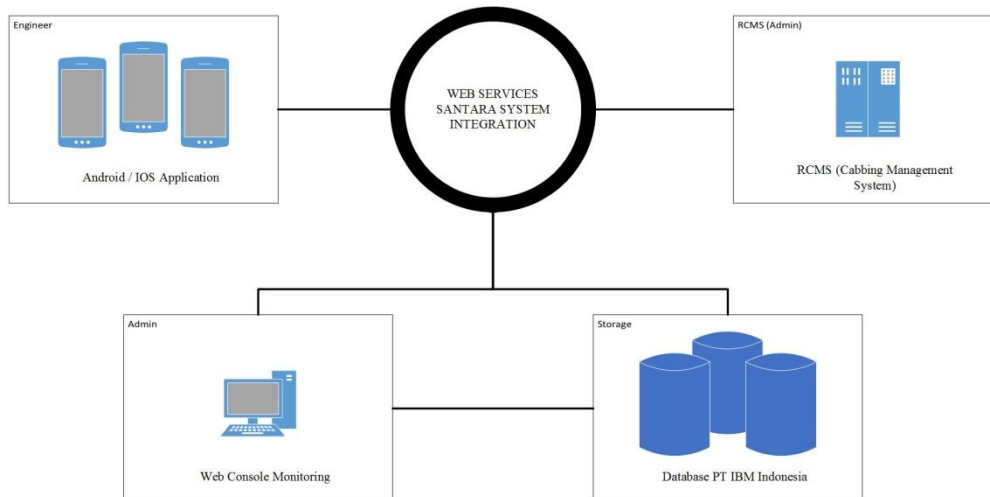 Engineer
Android / IOS Application
WEB SERVICES
SANTARA SYSTEM
INTEGRATION
RCMS (Admin)
RCMS (Cabbing Management
System)
Admin
Web Console Monitoring
Storage
Database PT IBM Indonesia